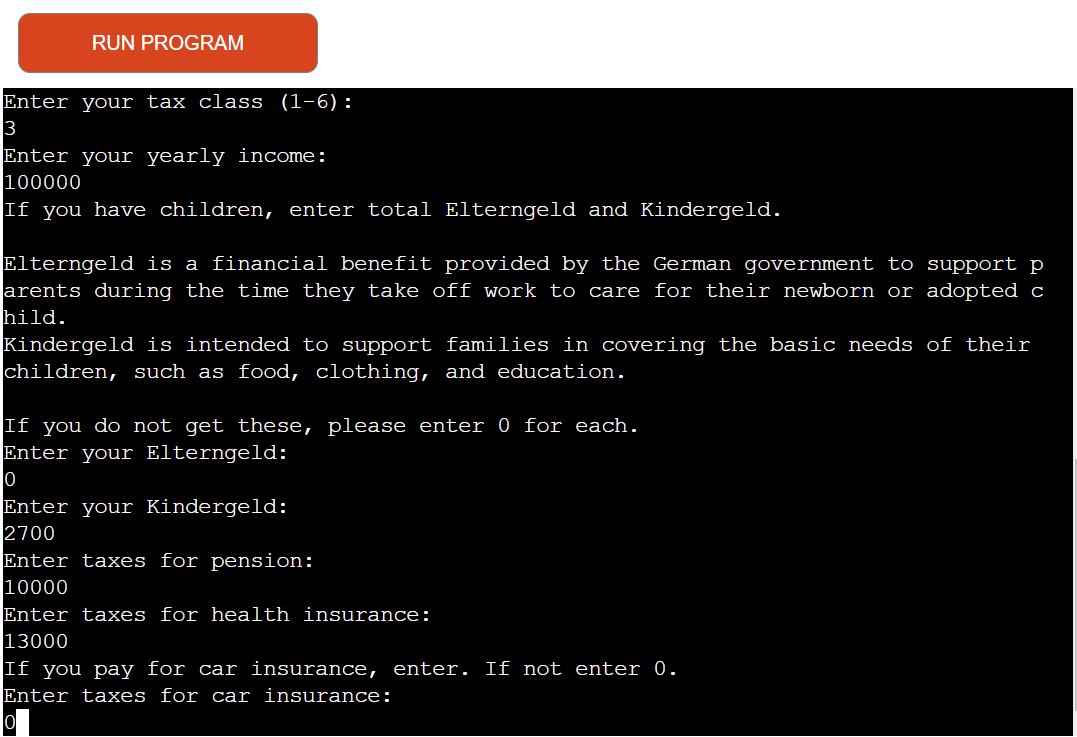 RUN PROGRAM
Enter your tax class (1-6):
3
Enter your yearly income:
100000
If you have children, enter total Elterngeld and Kindergeld.
Elterngeld is a financial benefit provided by the German government to support p
arents during the time they take off work to care for their newborn or adopted c
hild.
Kindergeld is intended to support families in covering the basic needs of their
children, such as food, clothing, and education.
If you do not get these, please enter 0 for each.
Enter your Elterngeld:
0
Enter your Kindergeld:
2700
Enter taxes for pension:
10000
Enter taxes for health insurance:
13000
If you pay for car insurance, enter. If not enter 0.
Enter taxes for car insurance:
0